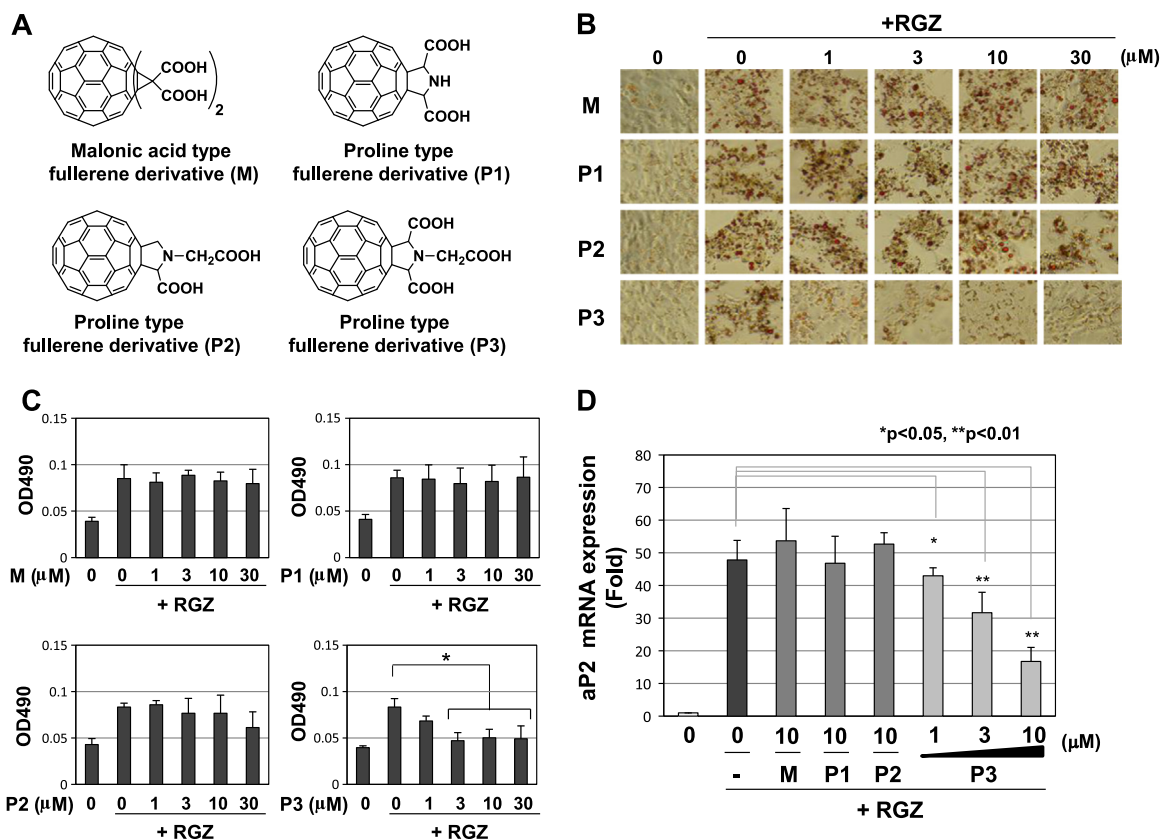 A
COOH
COOH
2
Malonic acid type
fullerene derivative (M)
COOH
NH
COOH
Proline type
fullerene derivative (P1)
N-CH2COOH
COOH
Proline type
fullerene derivative (P2)
COOH
N-CH2COOH
COOH
Proline type
fullerene derivative (P3)
B
+RGZ
0 0 1 3 10 30 (μM)
M
P1
P2
P3
C
0.15
0.1
0.05
0
OD490
M (μM) 0 0 1 3 10 30
+ RGZ
0.15
0.1
0.05
0
OD490
P1 (μM) 0 0 1 3 10 30
+ RGZ
0.15
0.1
0.05
0
OD490
P2 (μM) 0 0 1 3 10 30
+ RGZ
0.15
0.1
0.05
0
OD490
*
P3 (μM) 0 0 1 3 10 30
+ RGZ
D
*p<0.05, **p<0.01
80
70
60
50
40
30
20
10
0
aP2 mRNA expression
(Fold)
*
**
**
0 0 10 10 10 1 3 10 (μM)
- M P1 P2 P3
+ RGZ